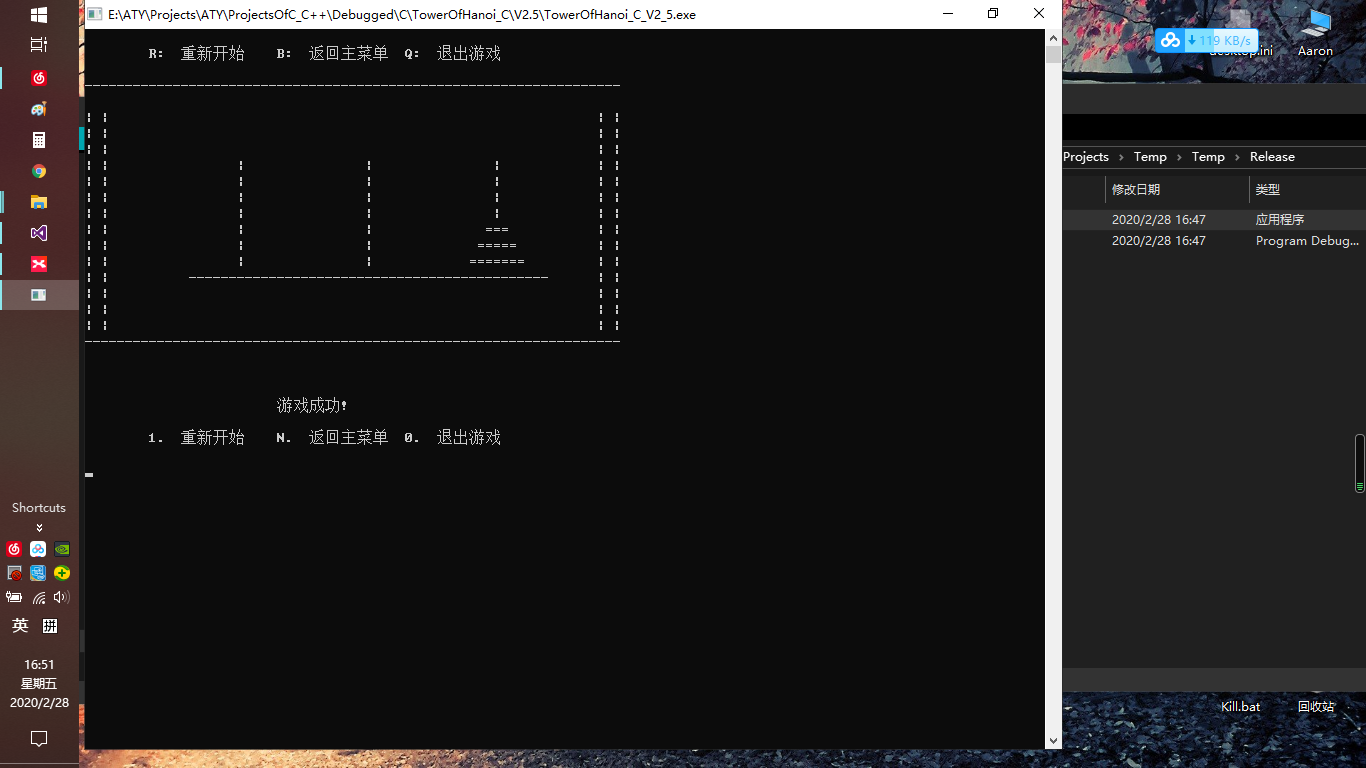 E:\ATY\Projects\ATY\ProjectsOfC_C++\Debugged\C\TowerOfHanoi_C\V2.5\TowerOfHanoi_C_V2_5.exe
R: 重新开始 B: 返回主菜单 Q: 退出游戏
游戏成功!
1. 重新开始 N. 返回主菜单 0. 退出游戏
119 KB/s
desktop.ini
Aaron
Projects > Temp > Temp > Release
修改日期 类型
2020/2/28 16:47 应用程序
2020/2/28 16:47 Program Debug...
Kill.bat 回收站
Shortcuts
英 拼
16:51
星期五
2020/2/28